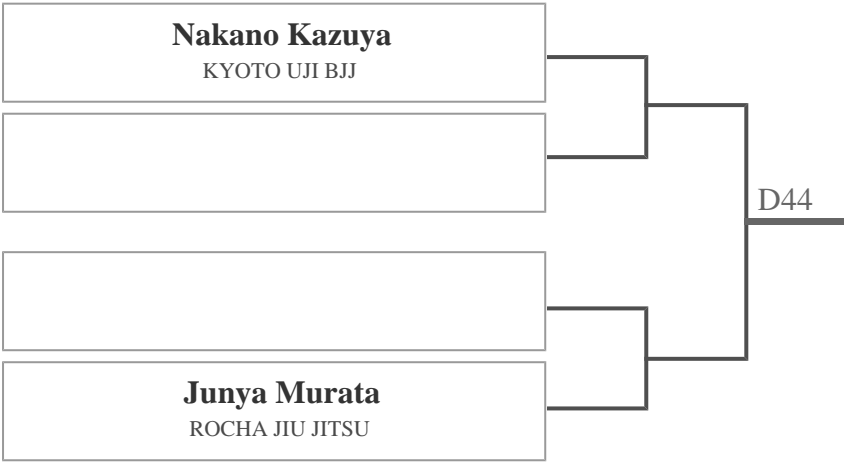 Nakano Kazuya
KYOTO UJI BJJ
D44
Junya Murata
ROCHA JIU JITSU